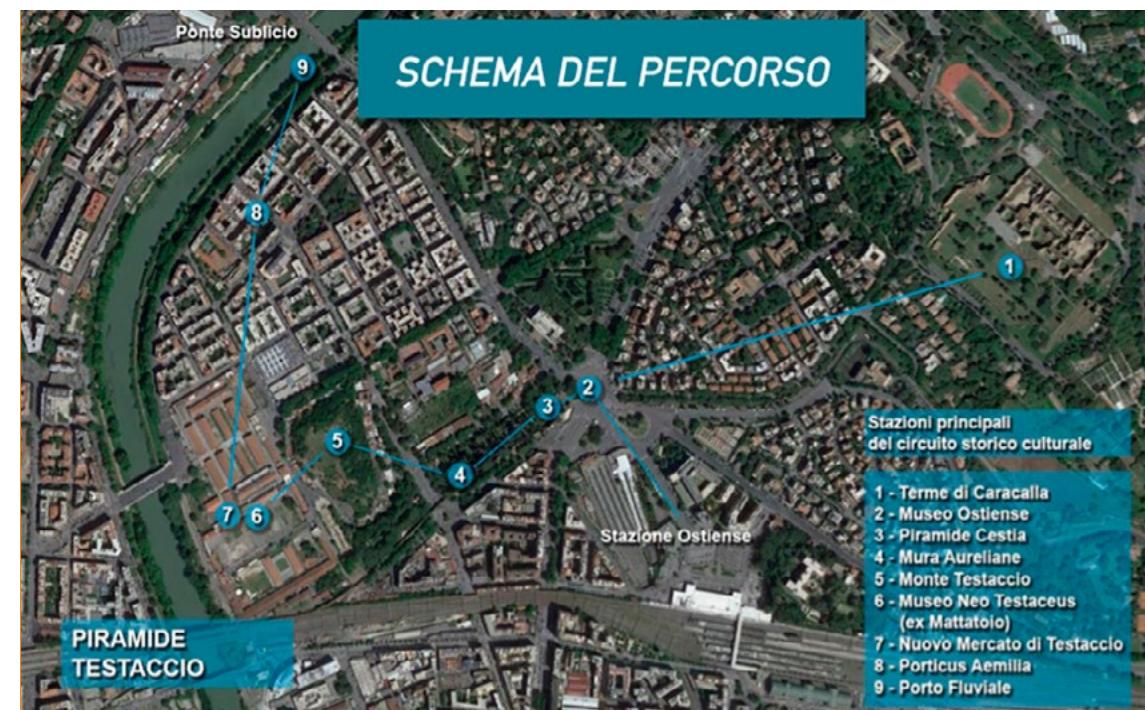 Ponte Sublicio
SCHEMA DEL PERCORSO
9
8
1
2
3
5
4
7
6
Stazione Ostiense
Stazioni principali
del circuito storico culturale
1 - Terme di Caracalla
2 - Museo Ostiense
3 - Piramide Cestia
4 - Mura Aureliane
5 - Monte Testaccio
6 - Museo Neo Testaceus
(ex Mattatoio)
7 - Nuovo Mercato di Testaccio
8 - Porticus Aemilia
9 - Porto Fluviale
PIRAMIDE
TESTACCIO